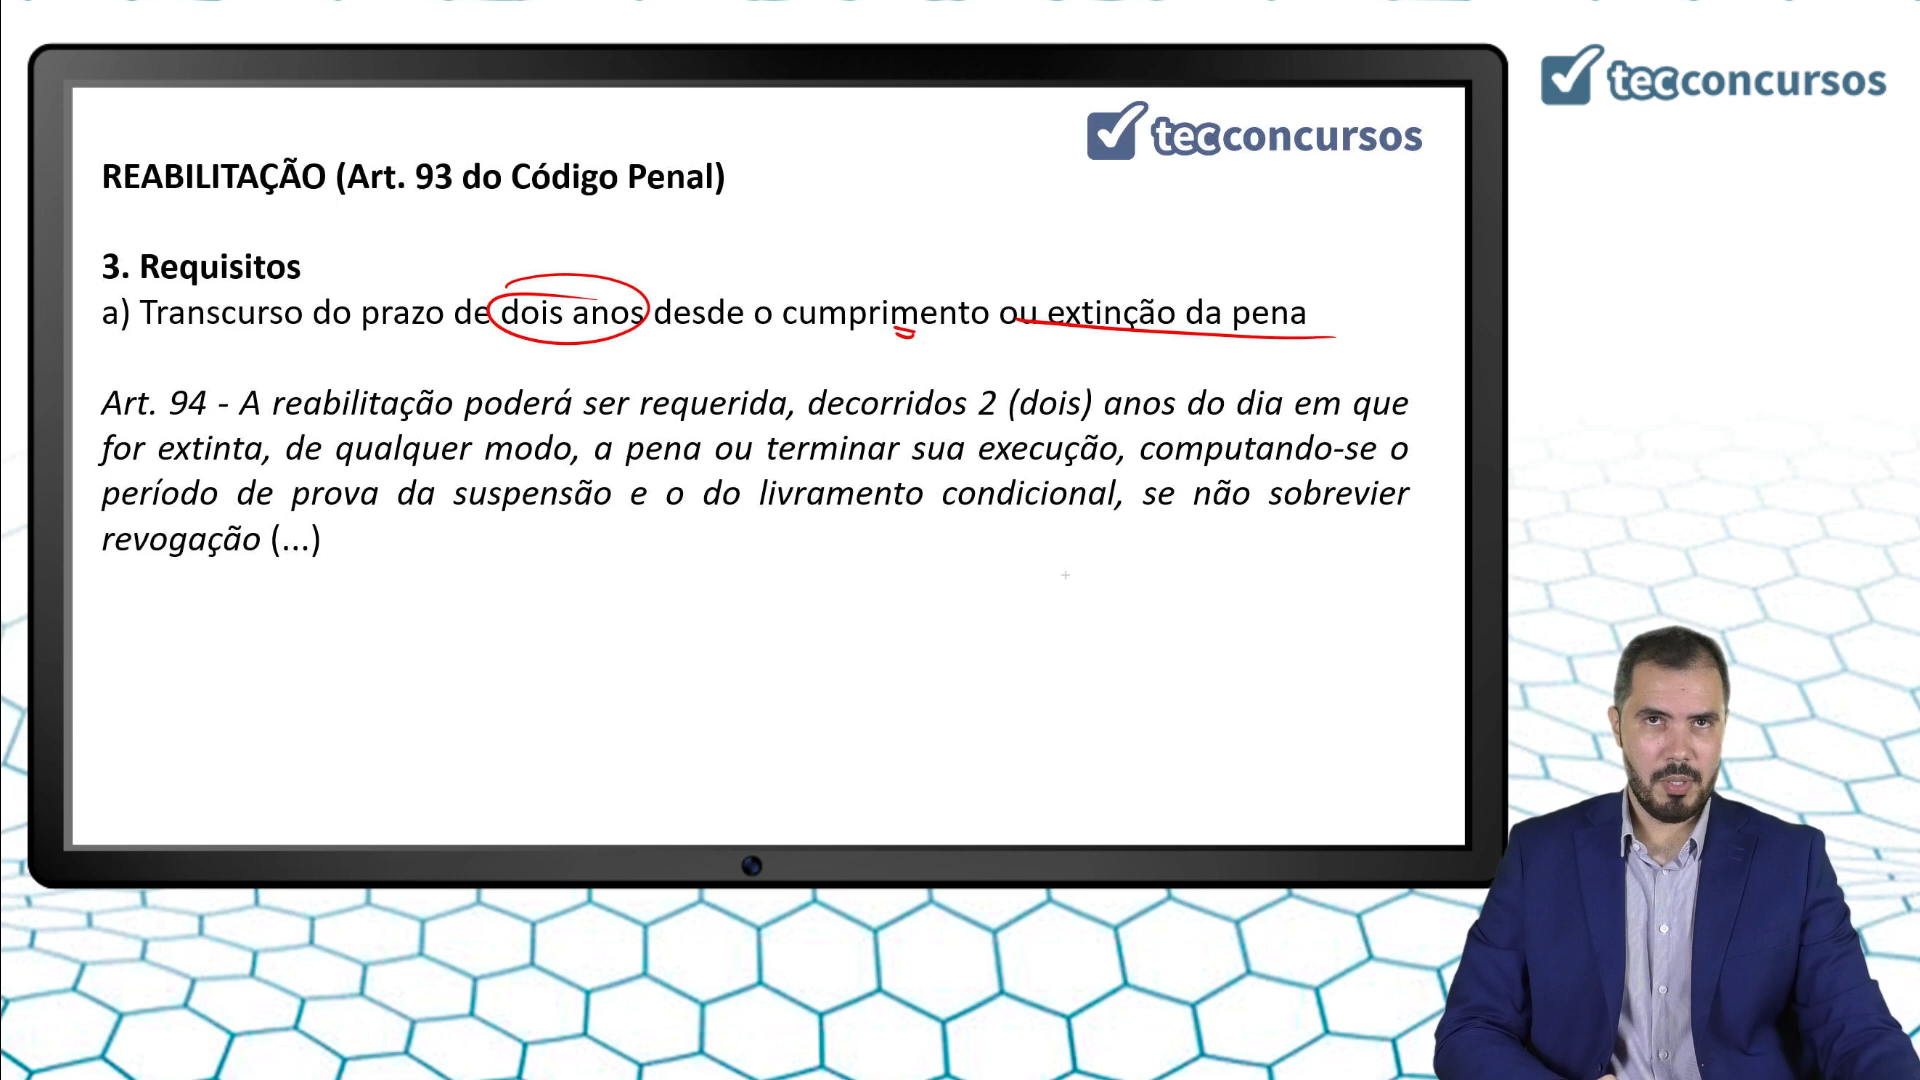 tecconcursos
tecconcursos
REABILITAÇÃO (Art. 93 do Código Penal)
3. Requisitos
a) Transcurso do prazo de dois anos desde o cumprimento ou extinção da pena
Art. 94 - A reabilitação poderá ser requerida, decorridos 2 (dois) anos do dia em que
for extinta, de qualquer modo, a pena ou terminar sua execução, computando-se o
período de prova da suspensão e o do livramento condicional, se não sobrevier
revogação (...)